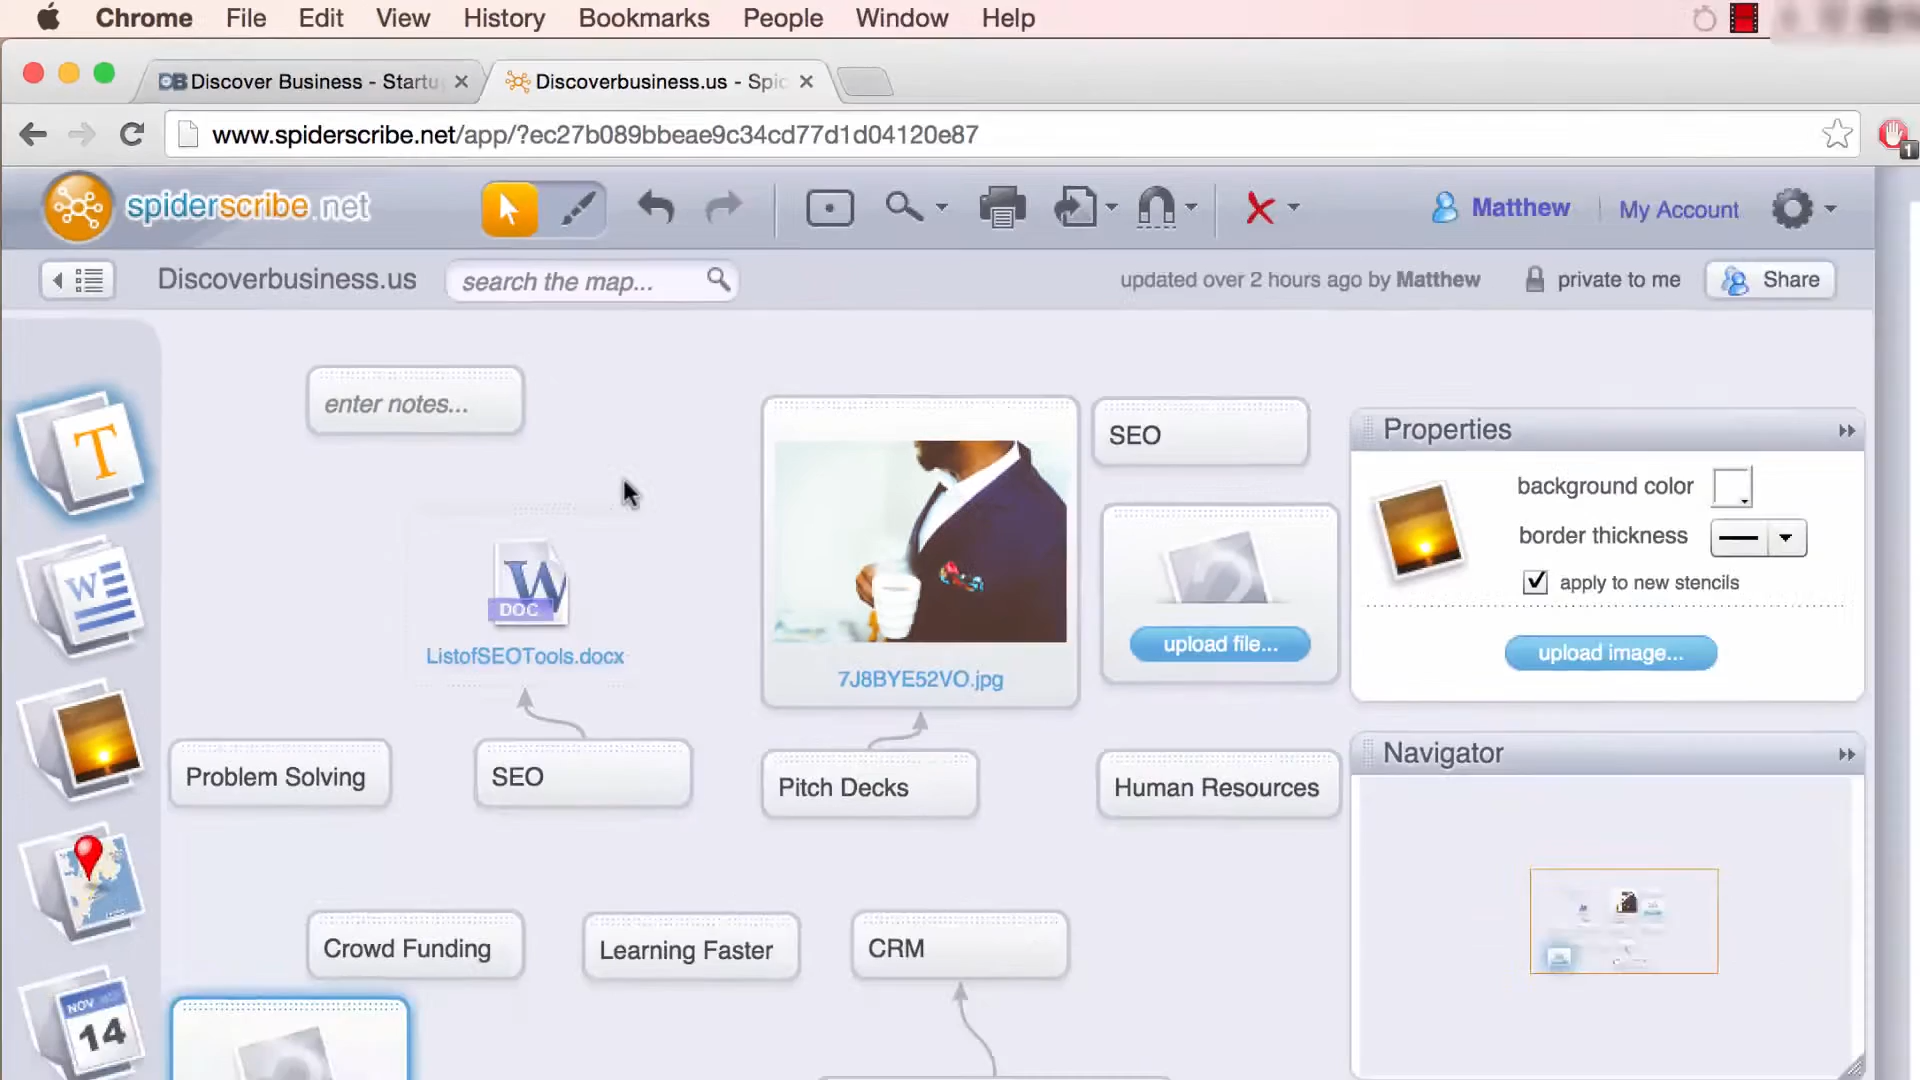 Chrome File Edit View History Bookmarks People Window Help
DB Discover Business - Startu
Discoverbusiness.us - Spid
www.spiderscribe.net/app/?ec27b089bbeae9c34cd77d1d04120e87
1
spiderscribe.net
Matthew My Account
Discoverbusiness.us
search the map...
updated over 2 hours ago by Matthew
private to me
Share
enter notes...
SEO
Properties
background color
border thickness
apply to new stencils
upload image...
T
W
W
DOC
ListofSEOTools.docx
7J8BYE52VO.jpg
upload file...
Problem Solving
SEO
Pitch Decks
Human Resources
Navigator
Crowd Funding
Learning Faster
CRM
NOV
14